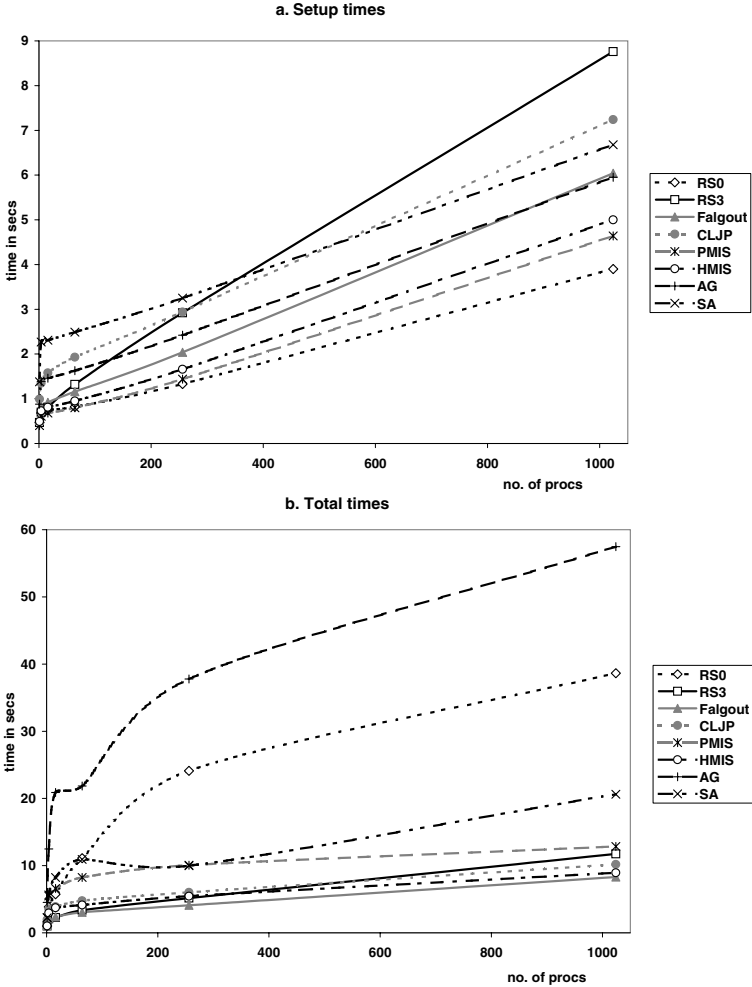 a. Setup times
9
8
7
6
5
4
3
2
1
0
time in secs
0 200 400 600 800 1000
no. of procs
RS0
RS3
Falgout
CLJP
PMIS
HMIS
AG
SA
b. Total times
60
50
40
30
20
10
0
time in secs
0 200 400 600 800 1000
no. of procs
RS0
RS3
Falgout
CLJP
PMIS
HMIS
AG
SA